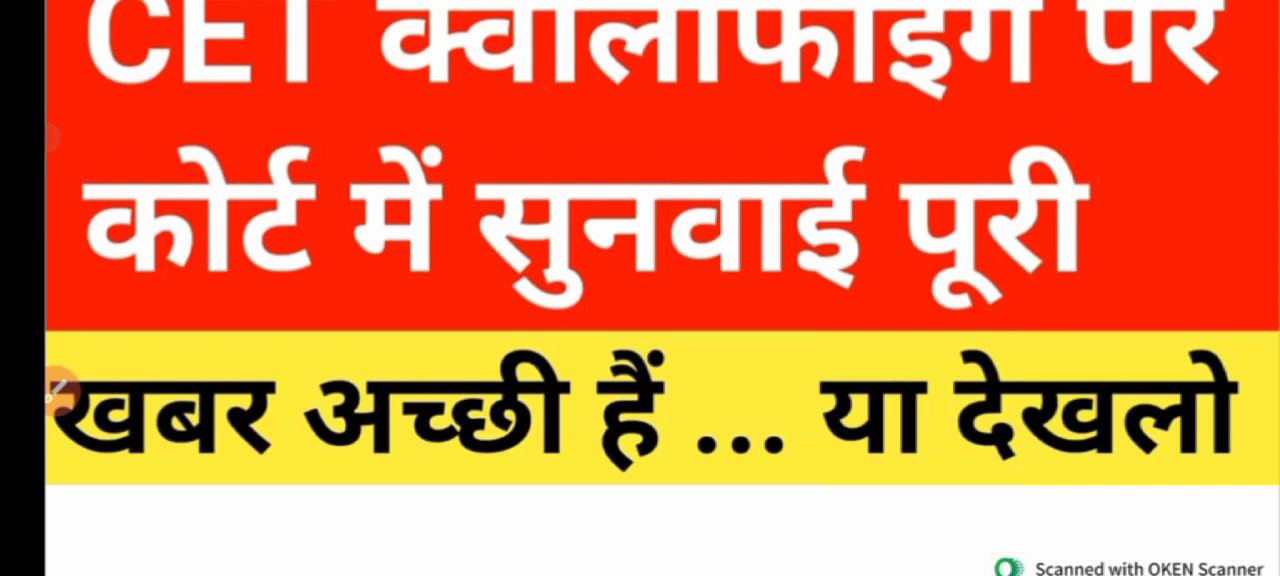 CET क्वालीफाइंग पर
कोर्ट में सुनवाई पूरी
खबर अच्छी हैं ... या देखलो
Scanned with OKEN Scanner